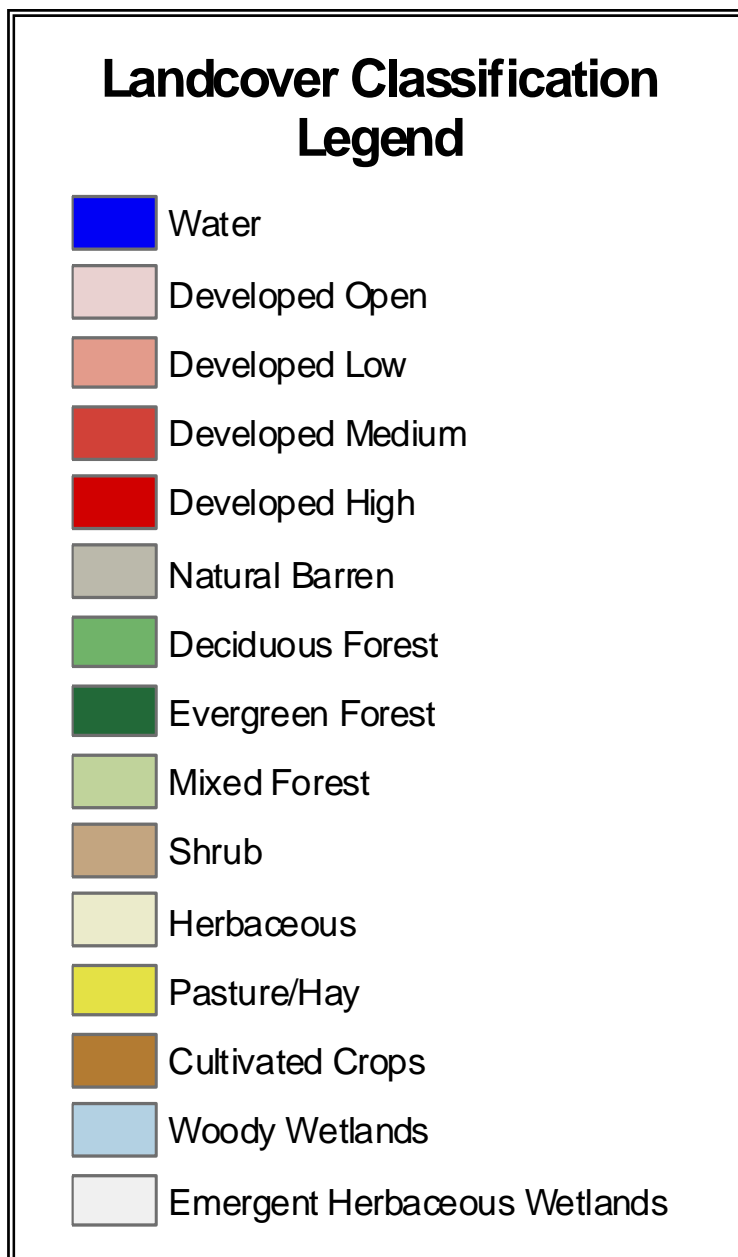 Landcover Classification
Legend
Water
Developed Open
Developed Low
Developed Medium
Developed High
Natural Barren
Deciduous Forest
Evergreen Forest
Mixed Forest
Shrub
Herbaceous
Pasture/Hay
Cultivated Crops
Woody Wetlands
Emergent Herbaceous Wetlands